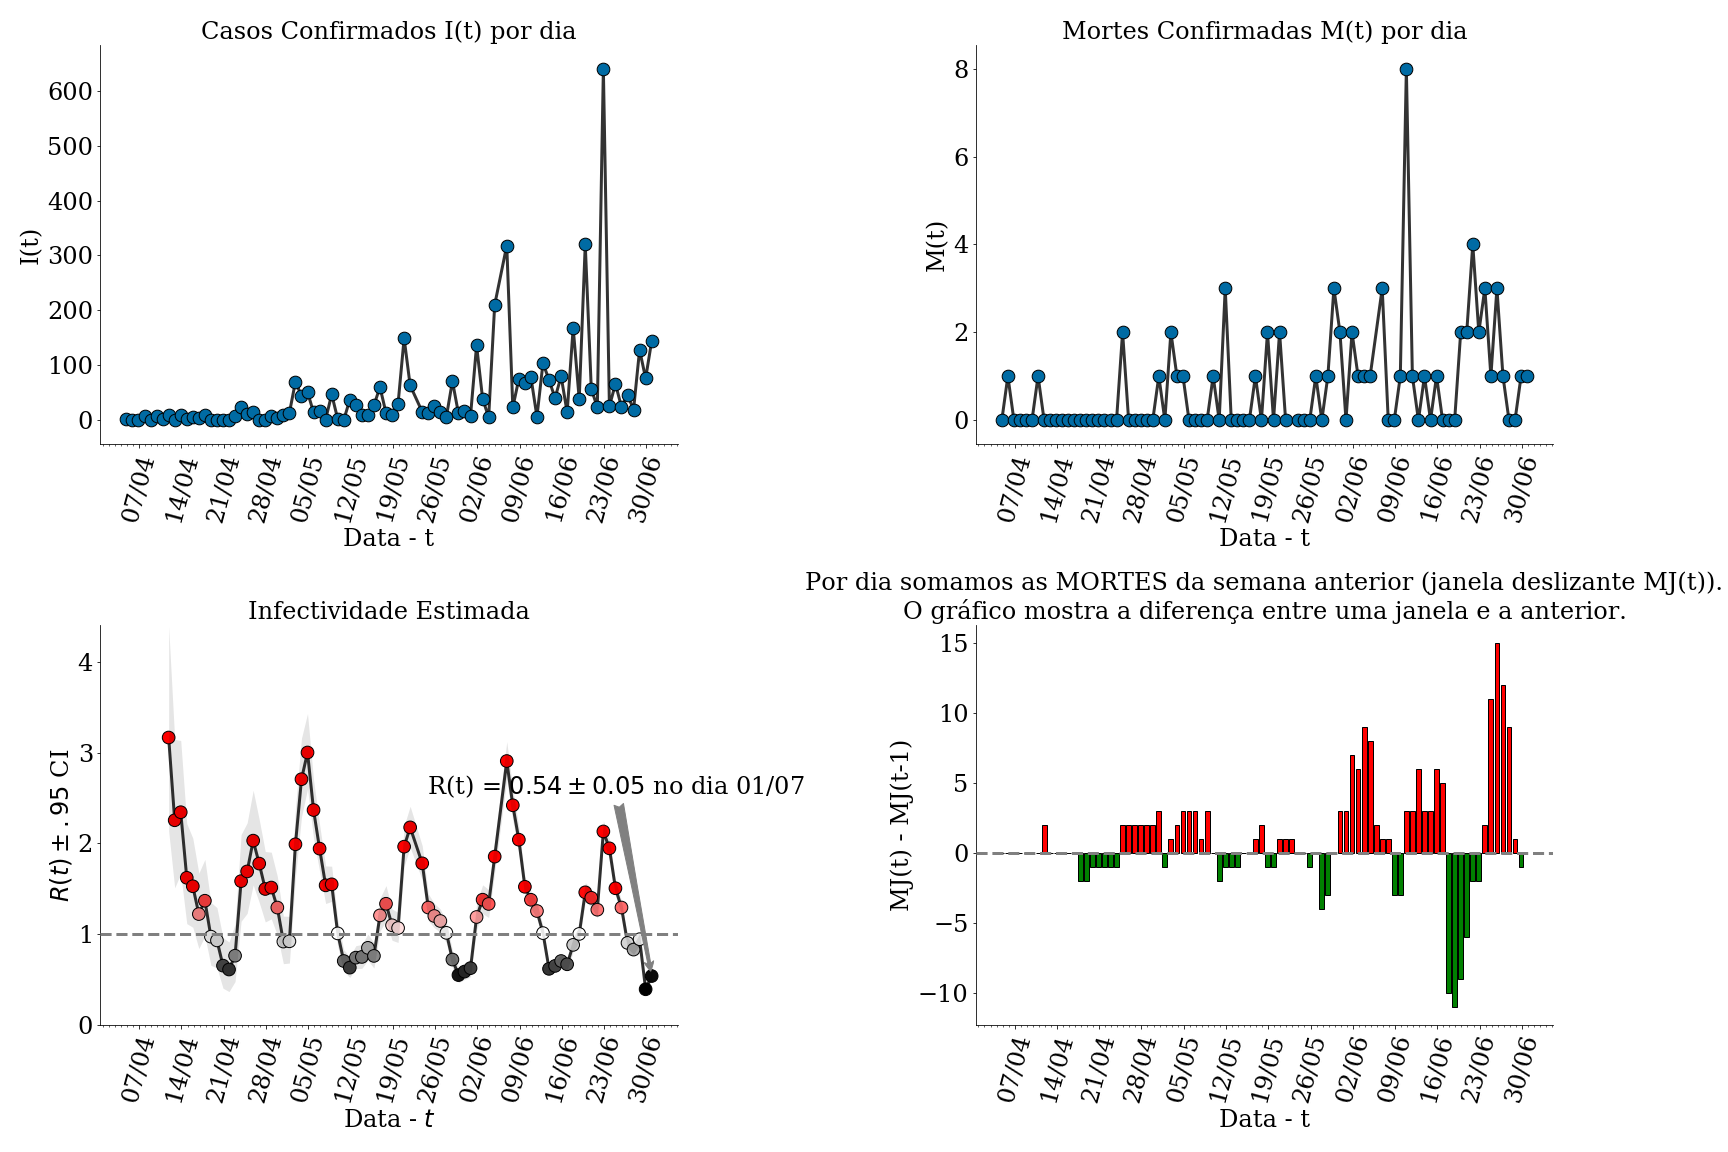 Casos Confirmados I(t) por dia
I(t)
600
500
400
300
200
100
0
07/04 14/04 21/04 28/04 05/05 12/05 19/05 26/05 02/06 09/06 16/06 23/06 30/06
Data - t
Mortes Confirmadas M(t) por dia
M(t)
8
6
4
2
0
07/04 14/04 21/04 28/04 05/05 12/05 19/05 26/05 02/06 09/06 16/06 23/06 30/06
Data - t
Infectividade Estimada
R(t) ± .95 CI
4
3
2
1
0
R(t) = 0.54 ± 0.05 no dia 01/07
07/04 14/04 21/04 28/04 05/05 12/05 19/05 26/05 02/06 09/06 16/06 23/06 30/06
Data - t
Por dia somamos as MORTES da semana anterior (janela deslizante MJ(t)).
O gráfico mostra a diferença entre uma janela e a anterior.
MJ(t) - MJ(t-1)
15
10
5
0
−5
−10
07/04 14/04 21/04 28/04 05/05 12/05 19/05 26/05 02/06 09/06 16/06 23/06 30/06
Data - t